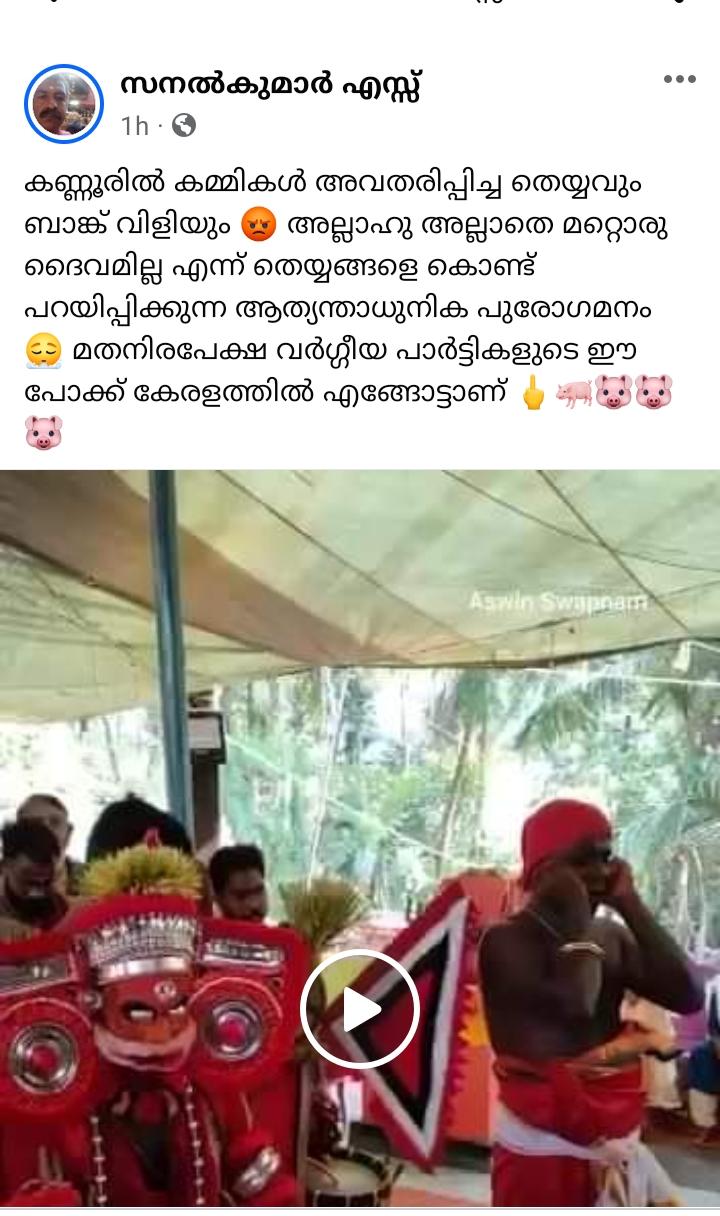 സനൽകുമാർ എസ്സ്
1h ·
കണ്ണൂരിൽ കമ്മികൾ അവതരിപ്പിച്ച തെയ്യവും
ബാങ്ക് വിളിയും 😡 അല്ലാഹു അല്ലാതെ മറ്റൊരു
ദൈവമില്ല എന്ന് തെയ്യങ്ങളെ കൊണ്ട്
പറയിപ്പിക്കുന്ന ആത്യന്താധുനിക പുരോഗമനം
😮‍💨 മതനിരപേക്ഷ വർഗ്ഗീയ പാർട്ടികളുടെ ഈ
പോക്ക് കേരളത്തിൽ എങ്ങോട്ടാണ് 🖕🐖🐷🐷
🐷
Aswin Swapnam